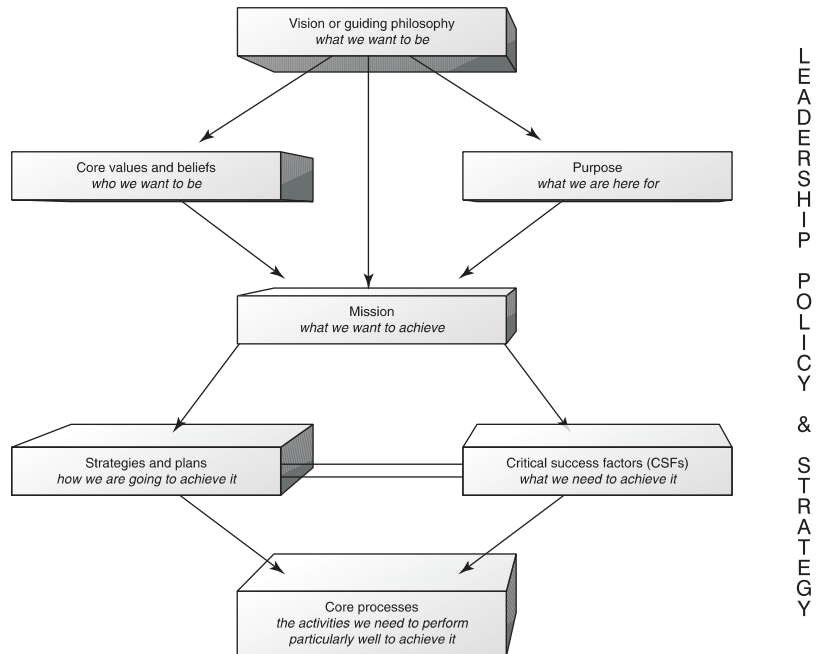 Vision or guiding philosophy
what we want to be
Core values and beliefs
who we want to be
Purpose
what we are here for
Mission
what we want to achieve
Strategies and plans
how we are going to achieve it
Critical success factors (CSFs)
what we need to achieve it
Core processes
the activities we need to perform
particularly well to achieve it
LEADERSHIP POLICY & STRATEGY